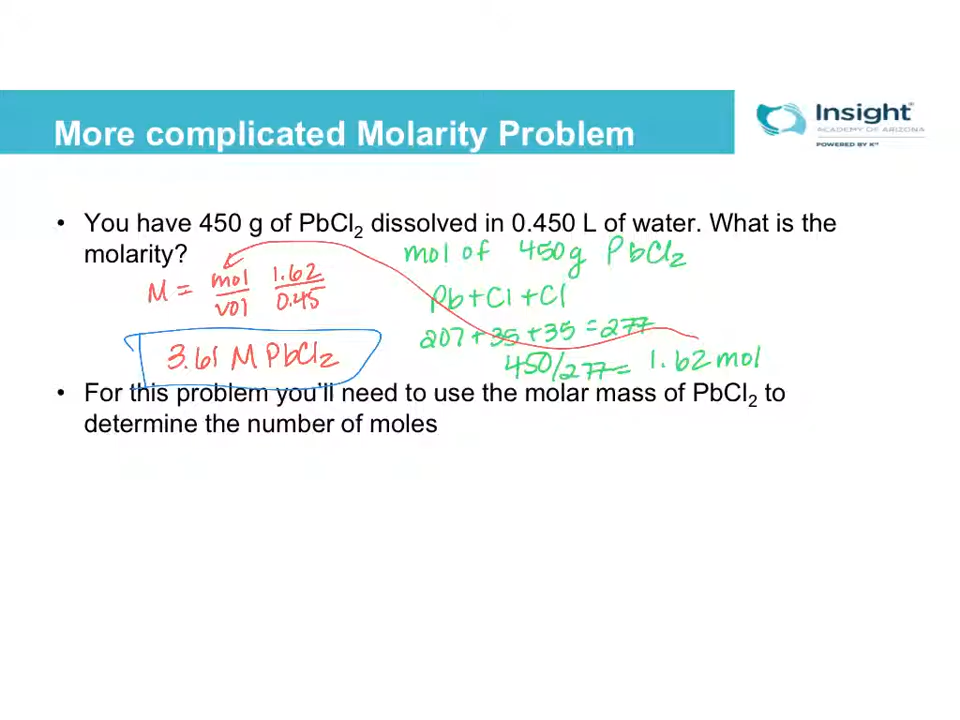 More complicated Molarity Problem
Insight
ACADEMY OF ARIZONA
POWERED BY K¹²
• You have 450 g of PbCl₂ dissolved in 0.450 L of water. What is the
molarity?
mol of 450g PbCl₂
M = mol/vol 1.62/0.45
Pb + Cl + Cl
207 + 35 + 35 = 277
450/277 = 1.62 mol
3.61 M PbCl₂
• For this problem you'll need to use the molar mass of PbCl₂ to
determine the number of moles